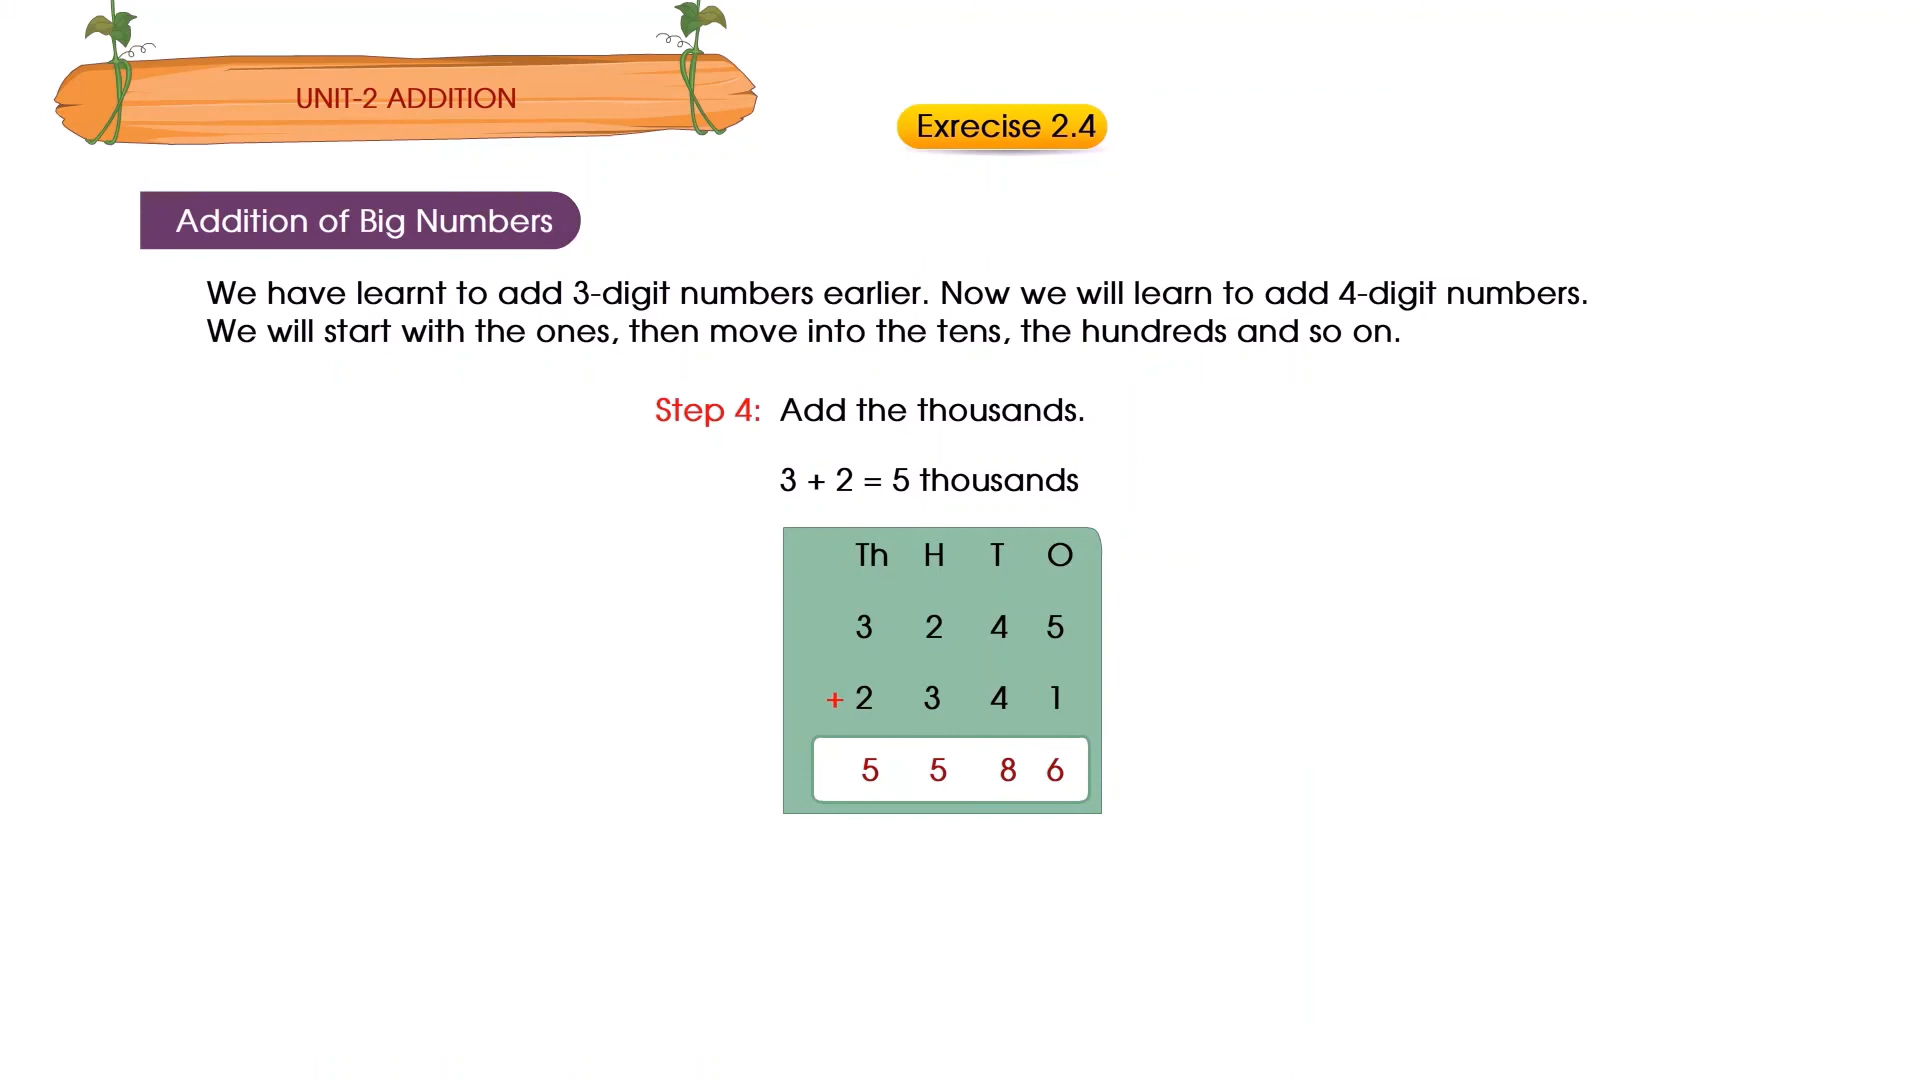 UNIT-2 ADDITION
Exrecise 2.4
Addition of Big Numbers
We have learnt to add 3-digit numbers earlier. Now we will learn to add 4-digit numbers.
We will start with the ones, then move into the tens, the hundreds and so on.
Step 4: Add the thousands.
3 + 2 = 5 thousands
Th H T O
3 2 4 5
+ 2 3 4 1
5 5 8 6